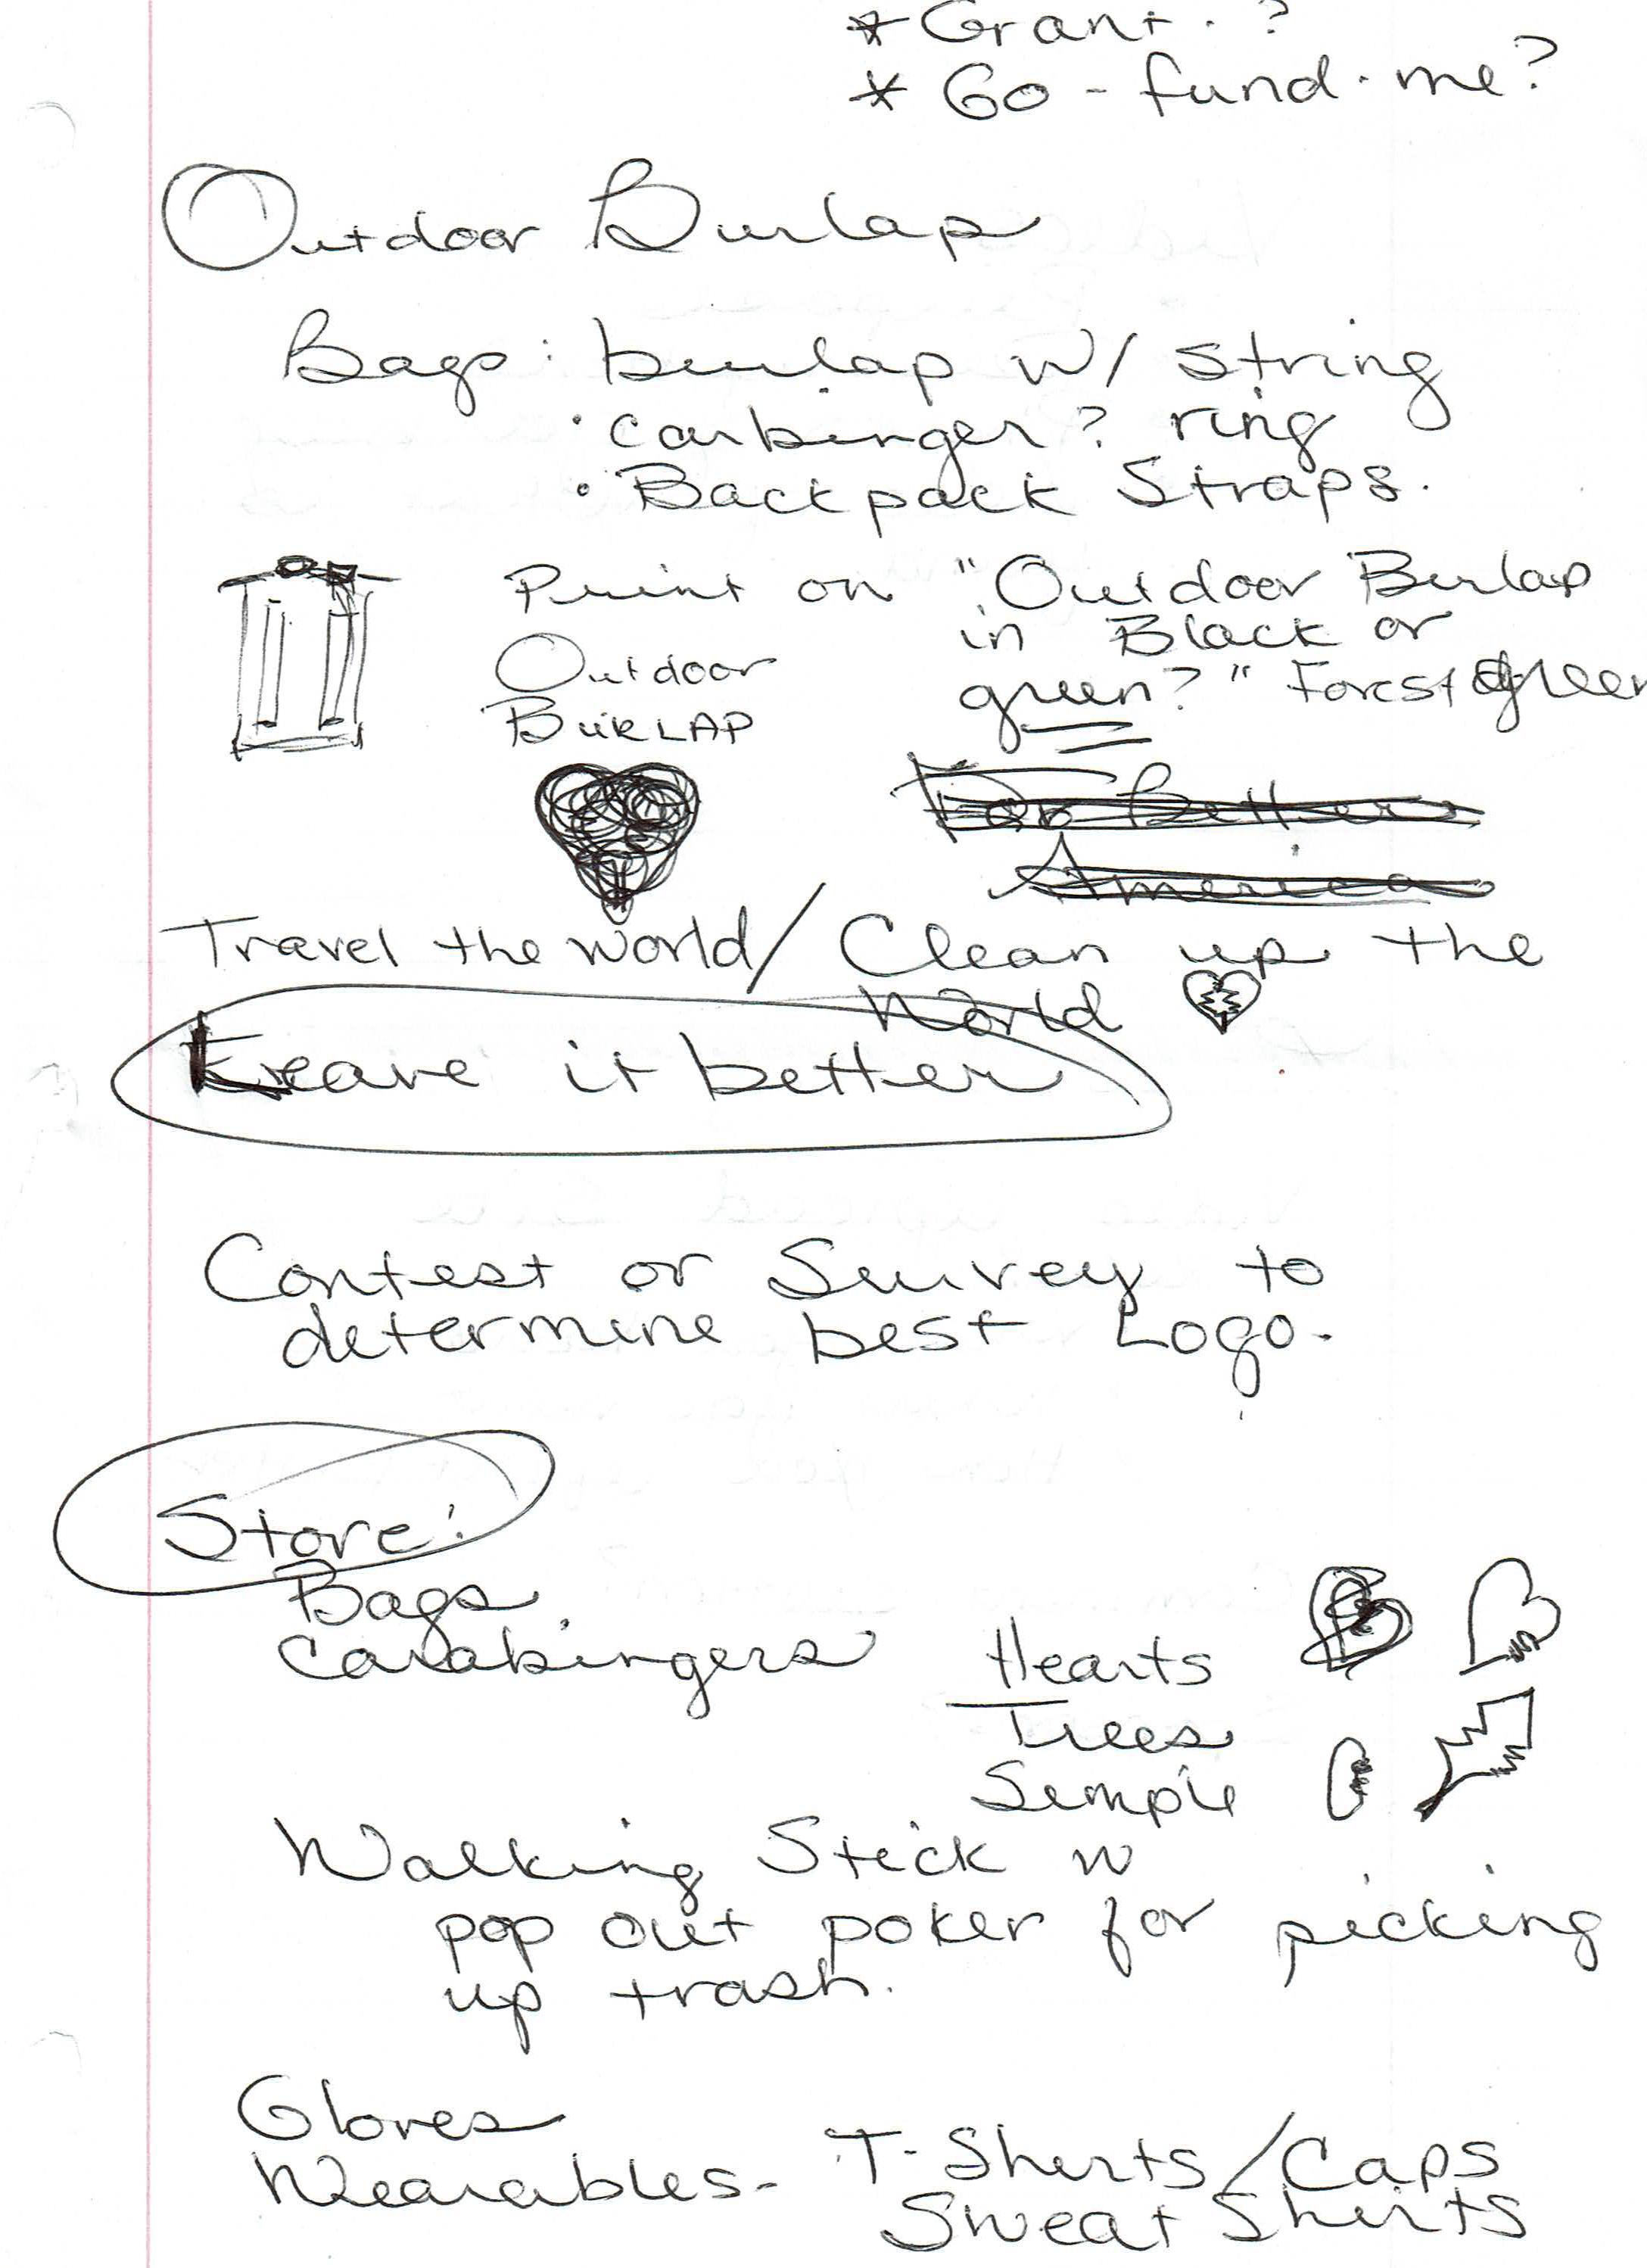 * Grant. ?
* Go-fund.me?
Outdoor Burlap
Bags: burlap w/ string
· carbinger? ring
· Backpack Straps.
Print on "Outdoor Burlap
in Black or
green?" Forest green
Outdoor
BURLAP
For Better
America
Travel the world/ Clean up the
World
Leave it better
Contest or Survey to
determine best Logo.
Store:
Bags
Carabingers
Hearts
Trees
Simple
Walking Stick w
pop out poker for picking
up trash.
Gloves
Wearables- T-Shirts/Caps
Sweat Shirts